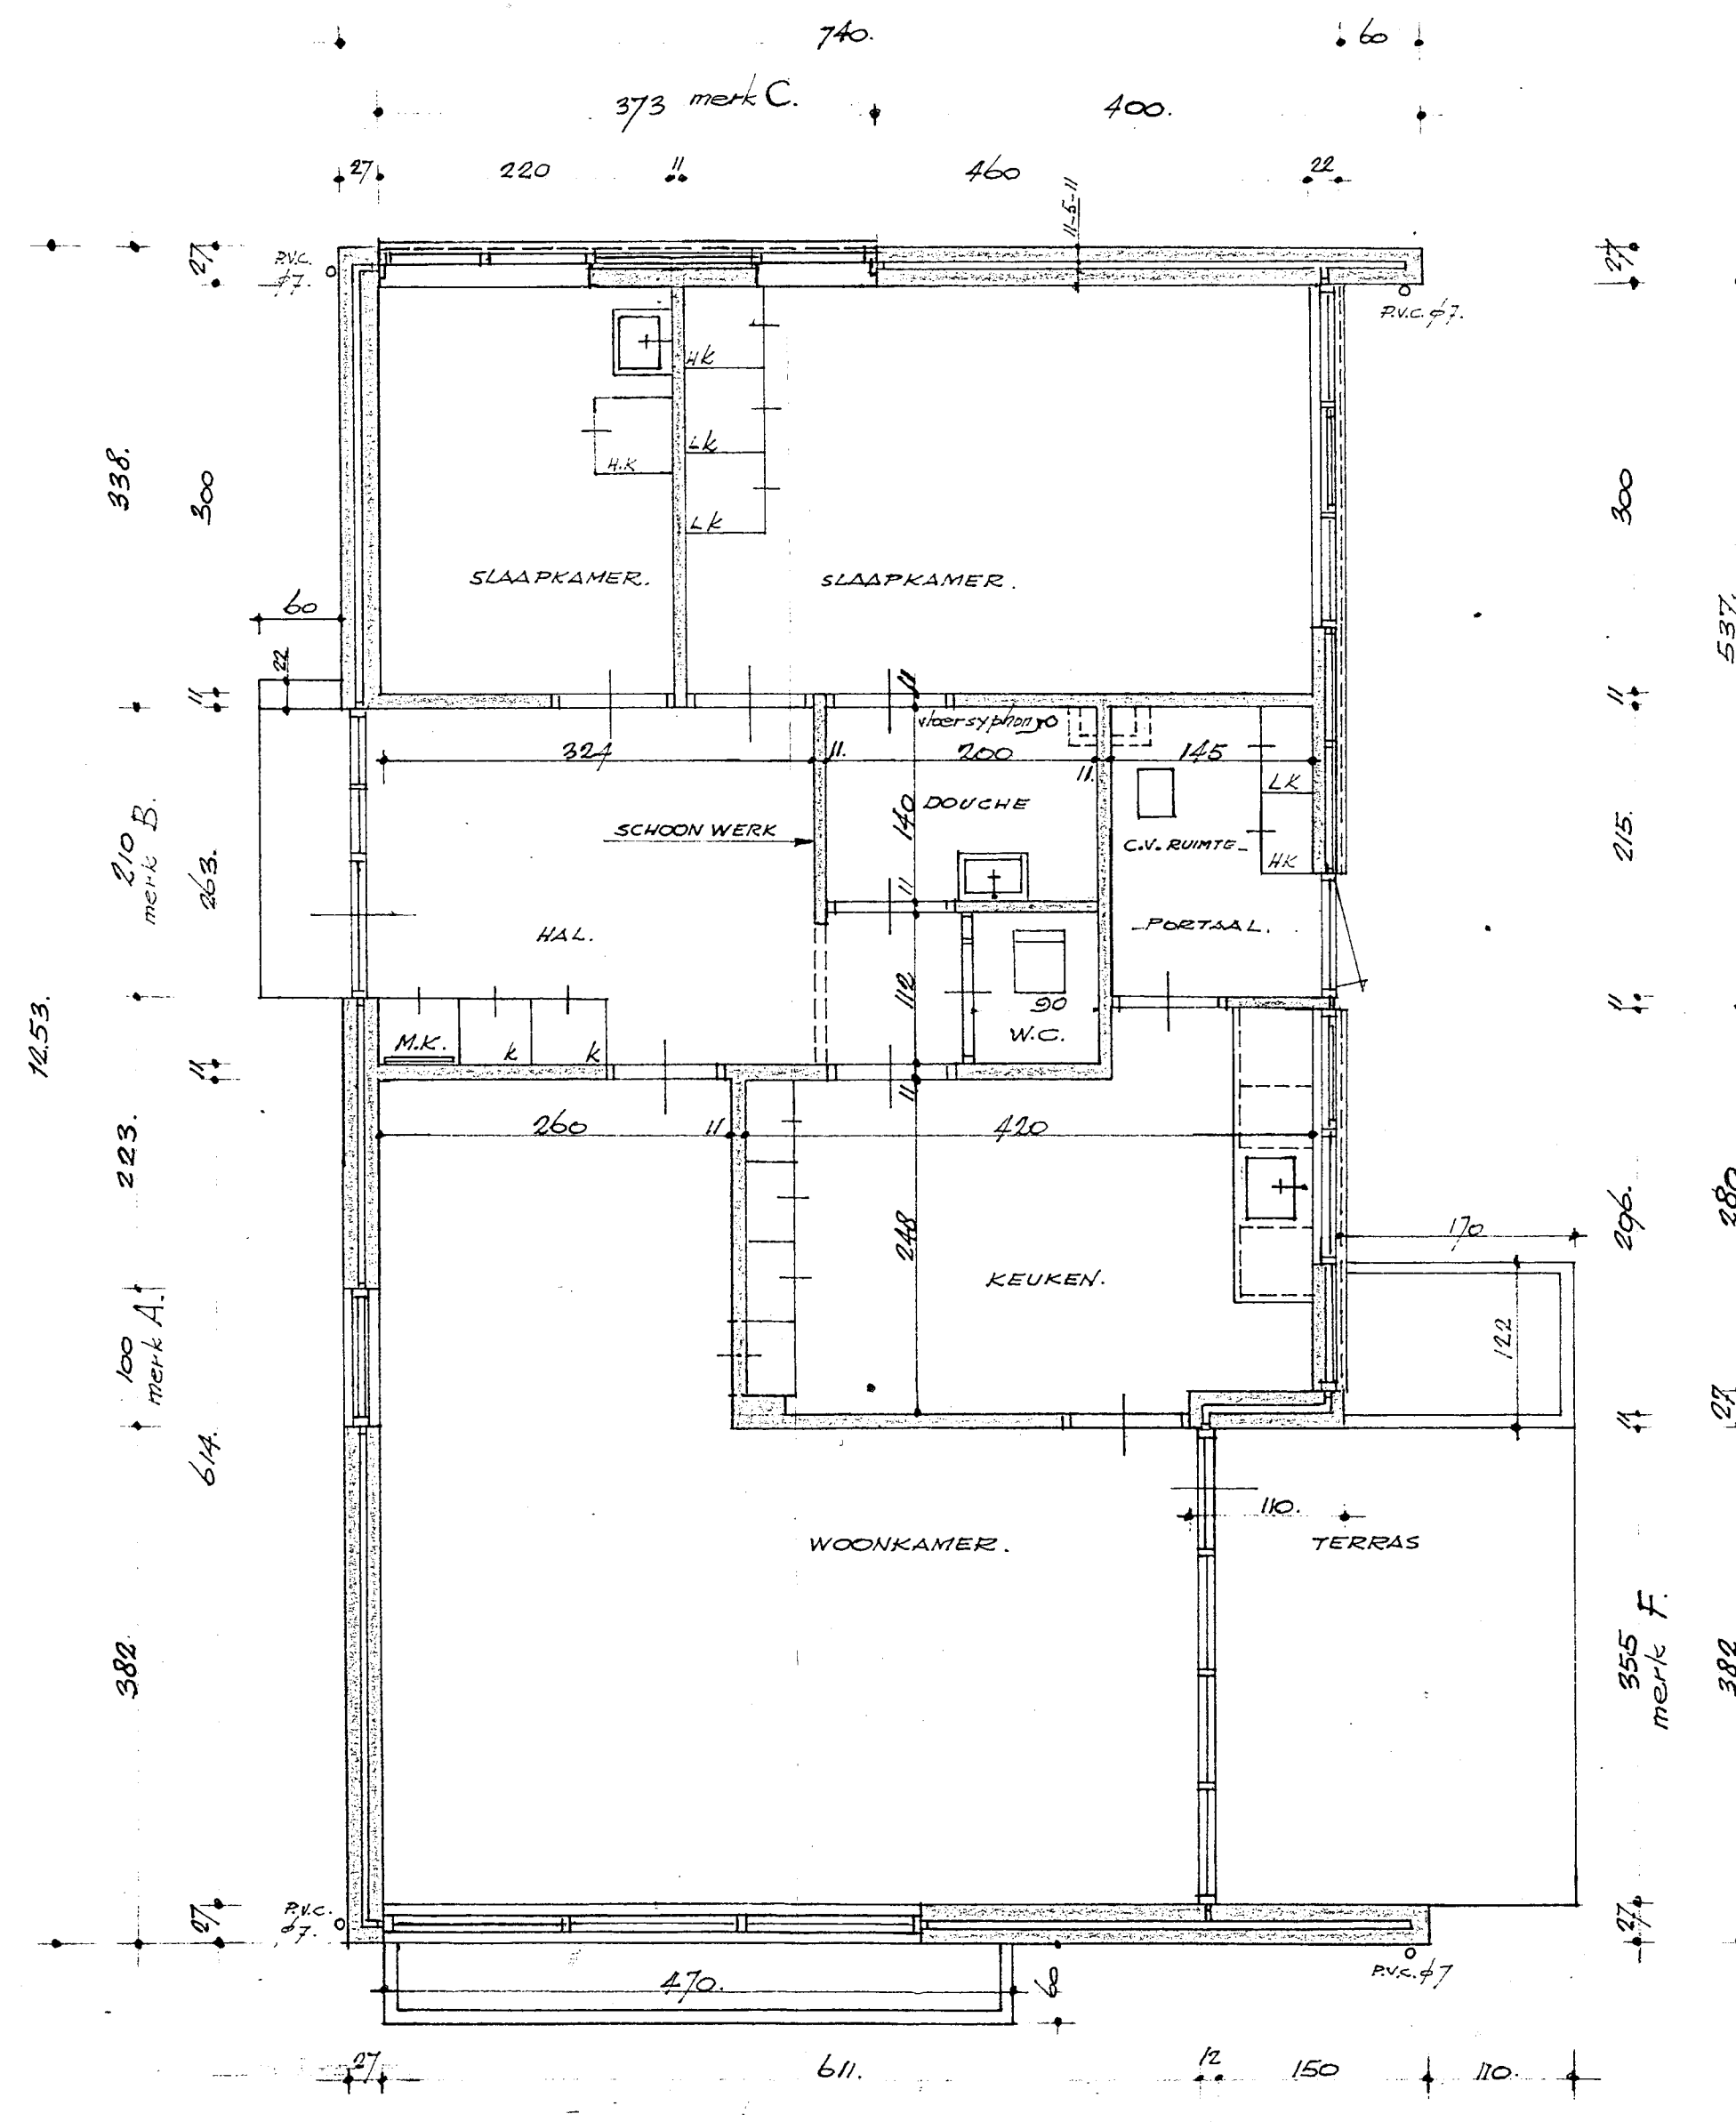 740.
60
373 merk C.
400.
27
220
11
460
22
11-5-11
27
P.V.C.
ø7.
27
P.V.C. ø7.
HK
LK
H.K
LK
338.
300
300
SLAAPKAMER.
SLAAPKAMER.
60
22
537.
11
11
11
vloersyphon
324
11.
200
11.
145
LK
140
DOUCHE
SCHOON WERK
C.V. RUIMTE
HK
210
merk B.
263.
215.
11
HAL.
PORTAAL.
112
90
W.C.
M.K.
k
k
11
1253.
11
11
260
11
420
223.
248
296.
280
170
KEUKEN.
122
100
merk A.
614.
11
27
110.
WOONKAMER.
TERRAS
382.
355
merk F.
382
27
P.V.C.
ø7.
27
P.V.C. ø7
470.
27
611.
12
150
110.